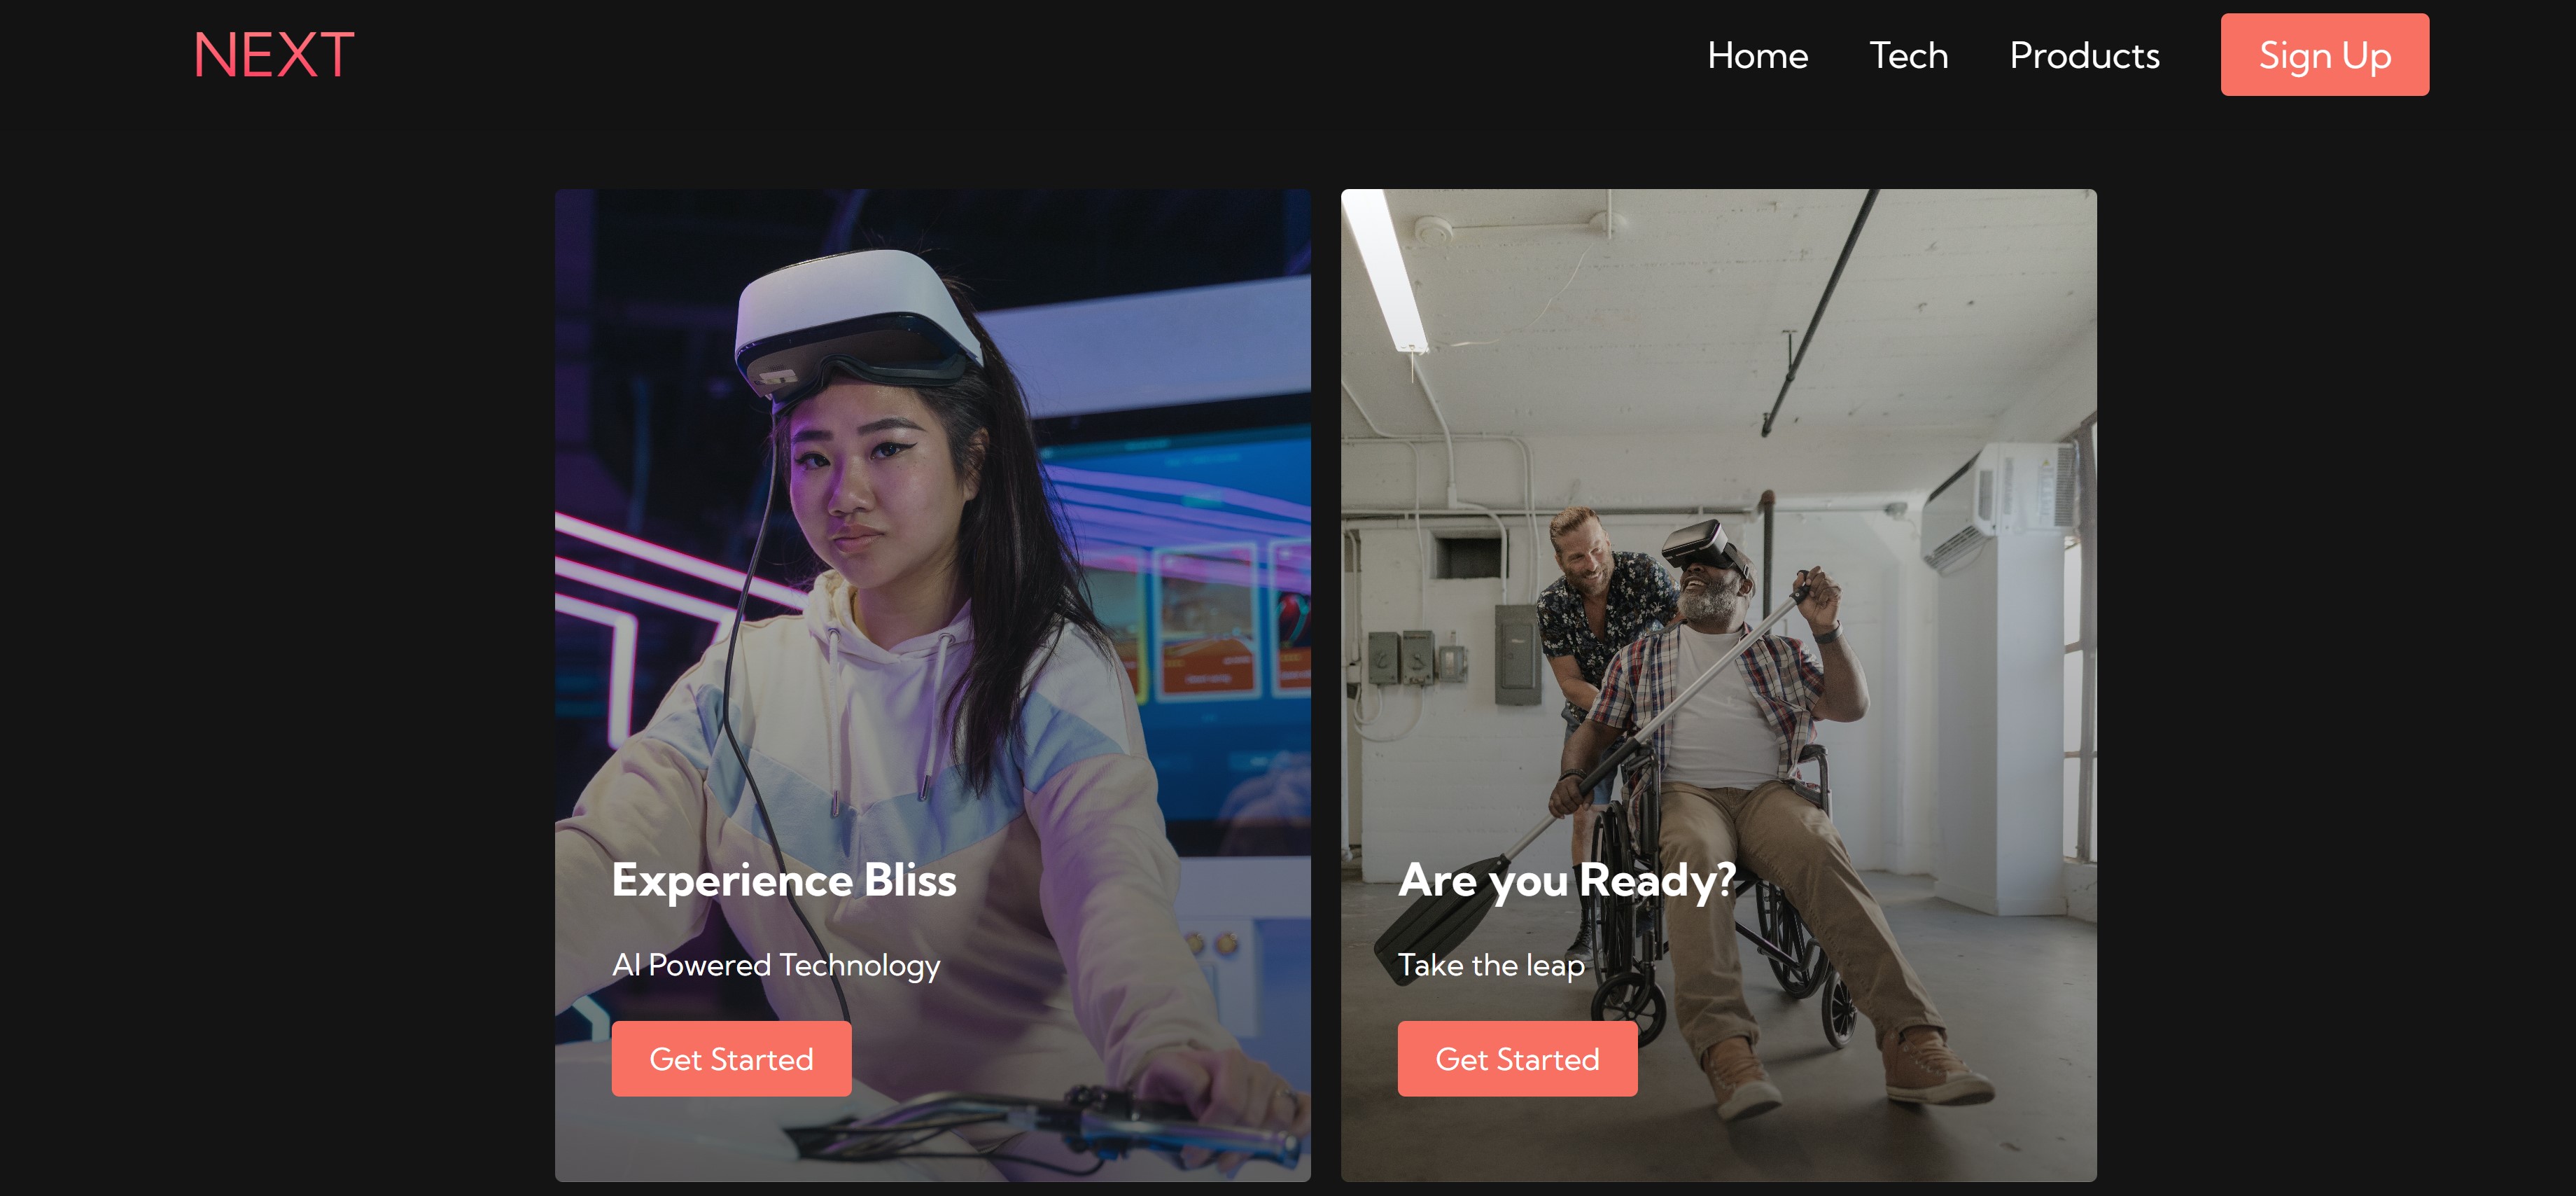 NEXT
Home
Tech
Products
Sign Up
Experience Bliss
AI Powered Technology
Get Started
Are you Ready?
Take the leap
Get Started